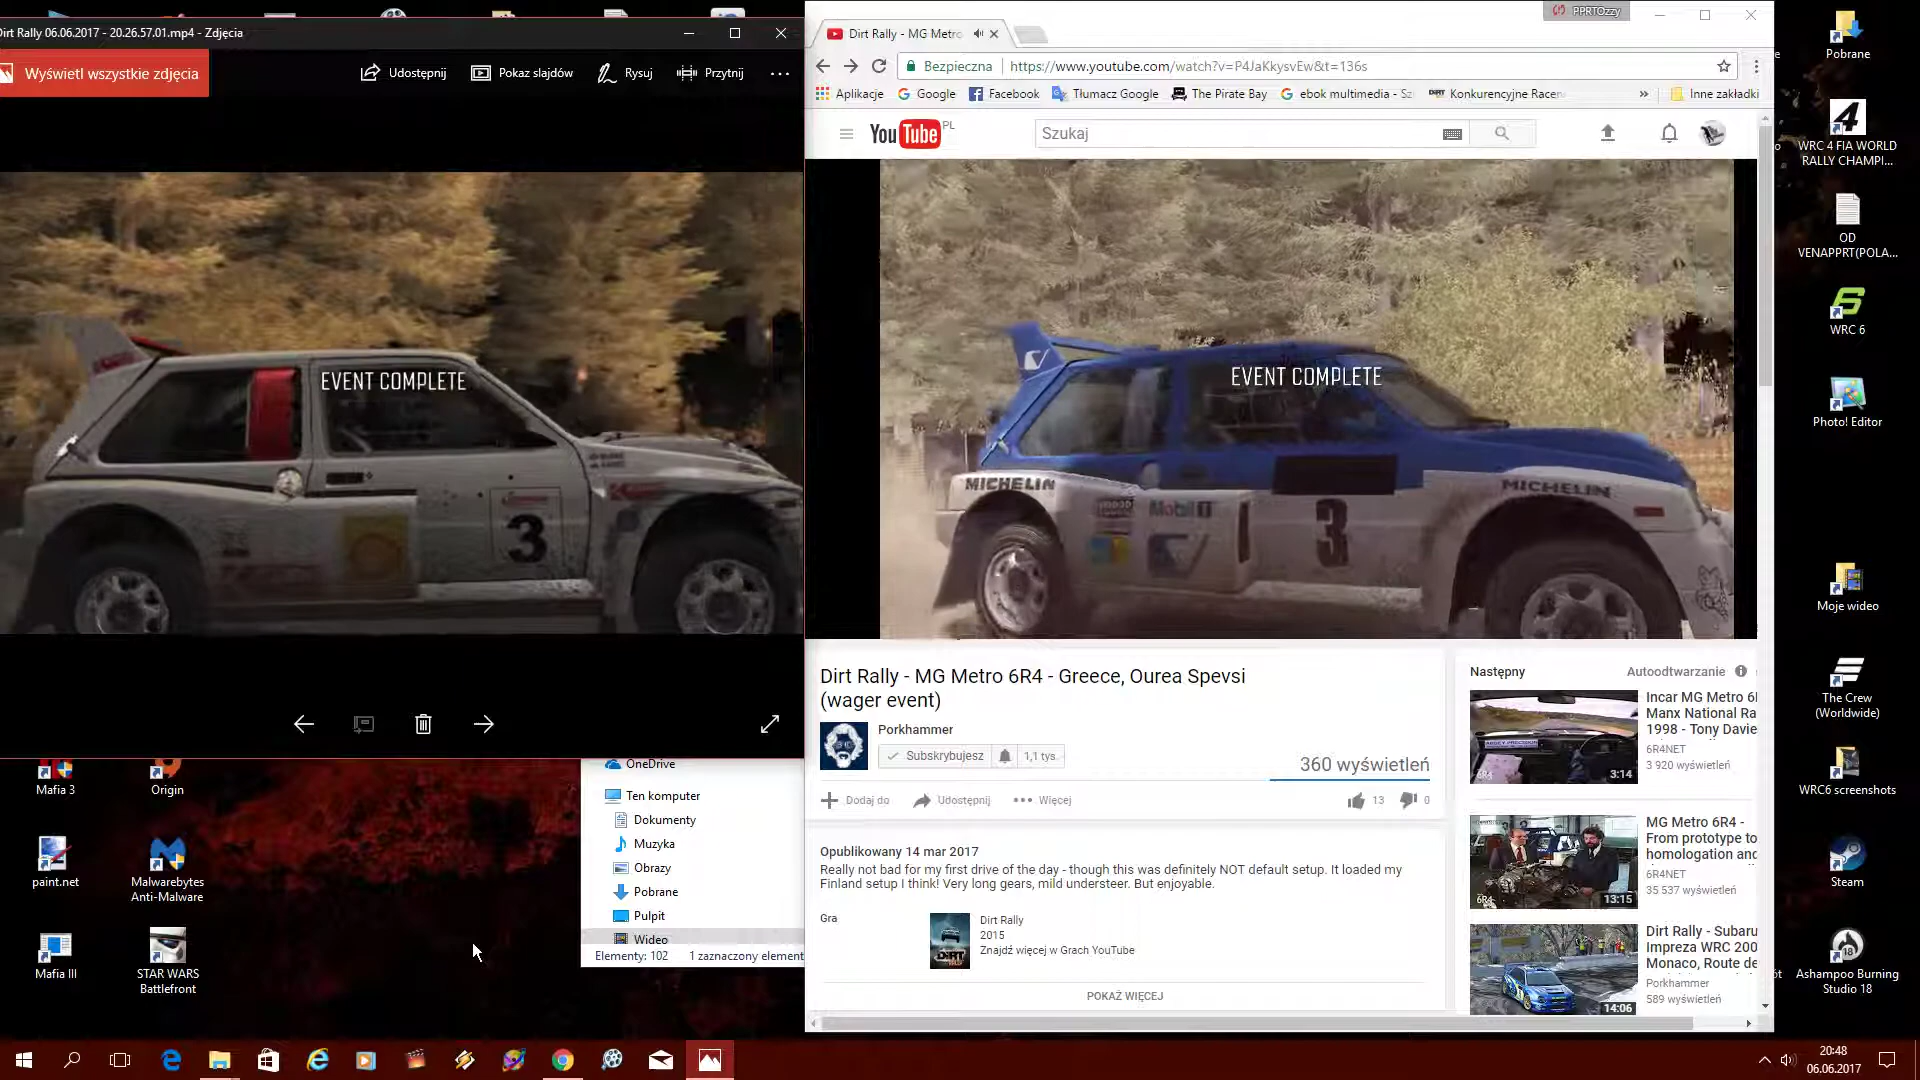 Dirt Rally 06.06.2017 - 20.26.57.01.mp4 - Zdjęcia
Wyświetl wszystkie zdjęcia
Udostępnij
Pokaz slajdów
Rysuj
Przytnij
EVENT COMPLETE
3
PPRTOzzy
Dirt Rally - MG Metro
Bezpieczna
https://www.youtube.com/watch?v=P4JaKkysvEw&t=136s
Aplikacje
Google
Facebook
Tłumacz Google
The Pirate Bay
ebok multimedia - Sz
Konkurencyjne Racen
Inne zakładki
YouTube PL
Szukaj
EVENT COMPLETE
MICHELIN
MICHELIN
Mobil 1
3
Dirt Rally - MG Metro 6R4 - Greece, Ourea Spevsi
(wager event)
Porkhammer
Subskrybujesz
1,1 tys.
360 wyświetleń
Dodaj do
Udostępnij
Więcej
13
0
Opublikowany 14 mar 2017
Really not bad for my first drive of the day - though this was definitely NOT default setup. It loaded my
Finland setup I think! Very long gears, mild understeer. But enjoyable.
Gra
Dirt Rally
2015
Znajdź więcej w Grach YouTube
POKAŻ WIĘCEJ
Następny
Autoodtwarzanie
Incar MG Metro 6I
Manx National Ra
1998 - Tony Davie
6R4NET
3 920 wyświetleń
3:14
MG Metro 6R4 -
From prototype to
homologation and
6R4NET
35 537 wyświetleń
13:15
Dirt Rally - Subaru
Impreza WRC 200
Monaco, Route de
Porkhammer
589 wyświetleń
14:06
OneDrive
Ten komputer
Dokumenty
Muzyka
Obrazy
Pobrane
Pulpit
Wideo
Elementy: 102
1 zaznaczony element
Mafia 3
Origin
paint.net
Malwarebytes
Anti-Malware
Mafia III
STAR WARS
Battlefront
Pobrane
WRC 4 FIA WORLD
RALLY CHAMPI...
OD
VENAPPRT(POLA...
WRC 6
Photo! Editor
Moje wideo
The Crew
(Worldwide)
WRC6 screenshots
Steam
Ashampoo Burning
Studio 18
20:48
06.06.2017